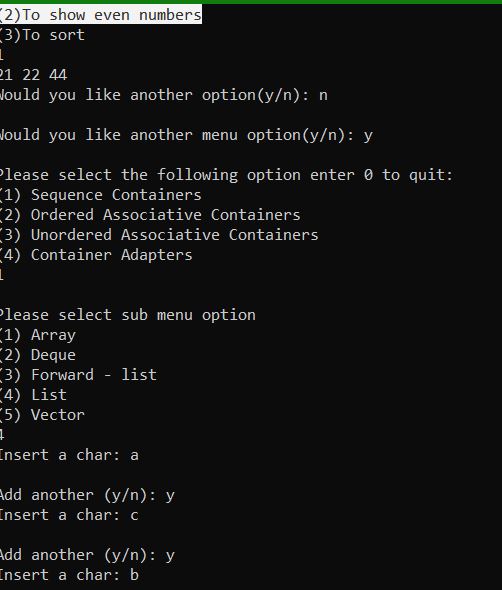 (2)To show even numbers
(3)To sort
1
21 22 44
Would you like another option(y/n): n
Would you like another menu option(y/n): y
Please select the following option enter 0 to quit:
(1) Sequence Containers
(2) Ordered Associative Containers
(3) Unordered Associative Containers
(4) Container Adapters
1
Please select sub menu option
(1) Array
(2) Deque
(3) Forward - list
(4) List
(5) Vector
4
Insert a char: a
Add another (y/n): y
Insert a char: c
Add another (y/n): y
Insert a char: b